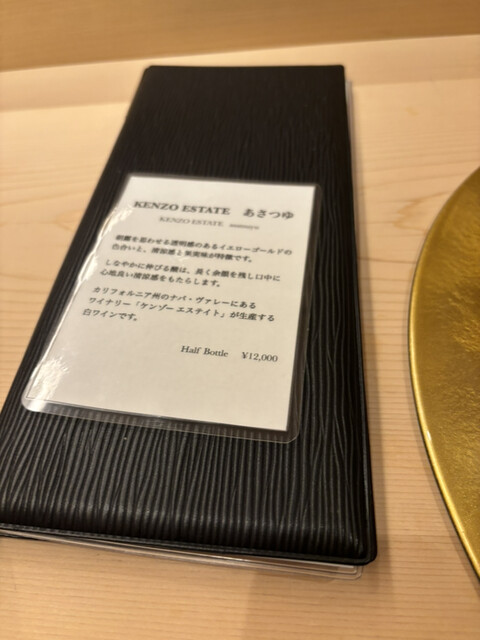 KENZO ESTATE あさつゆ
KENZO ESTATE asatsuyu
朝露を思わせる透明感のあるイエローゴールドの
色合いと、清涼感と果実味が特徴です。
しなやかに伸びる酸は、長く余韻を残し口中に
心地良い清涼感をもたらします。
カリフォルニア州のナパ・ヴァレーにある
ワイナリー「ケンゾー エステイト」が生産する
白ワインです。
Half Bottle ¥12,000